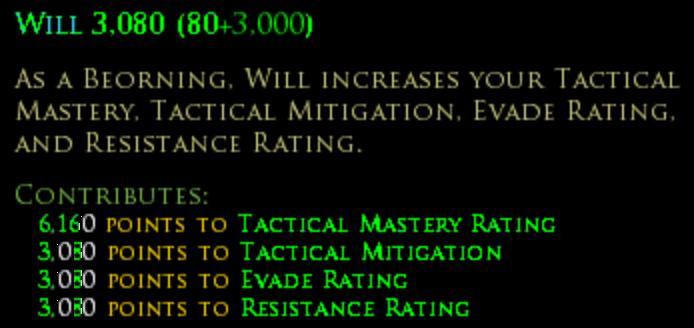 Will 3,080 (80+3,000)
As a Beorning, Will increases your Tactical
Mastery, Tactical Mitigation, Evade Rating,
and Resistance Rating.
Contributes:
6,160 points to Tactical Mastery Rating
3,080 points to Tactical Mitigation
3,080 points to Evade Rating
3,080 points to Resistance Rating